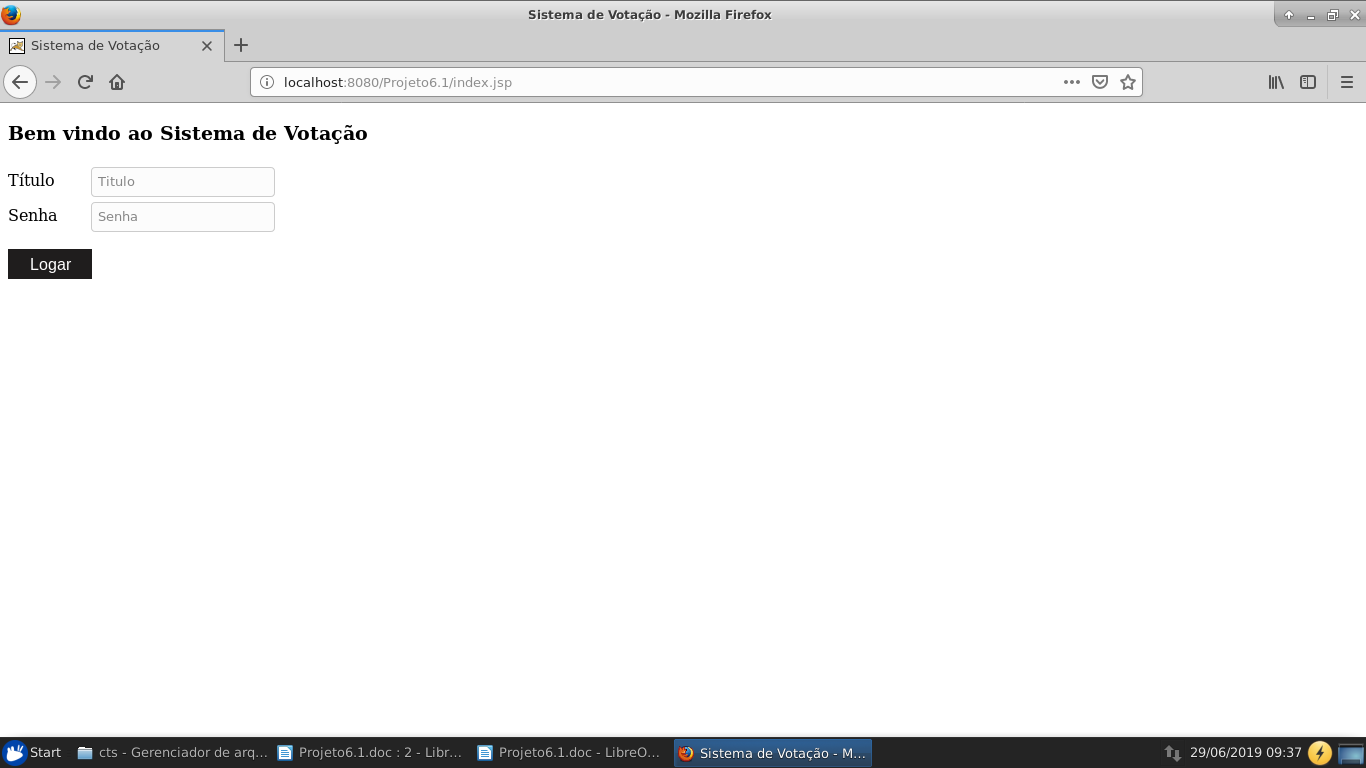 Sistema de Votação - Mozilla Firefox
Sistema de Votação
localhost:8080/Projeto6.1/index.jsp
Bem vindo ao Sistema de Votação
Título Titulo
Senha Senha
Logar
Start cts - Gerenciador de arq... Projeto6.1.doc : 2 - Libr... Projeto6.1.doc - LibreO... Sistema de Votação - M... 29/06/2019 09:37